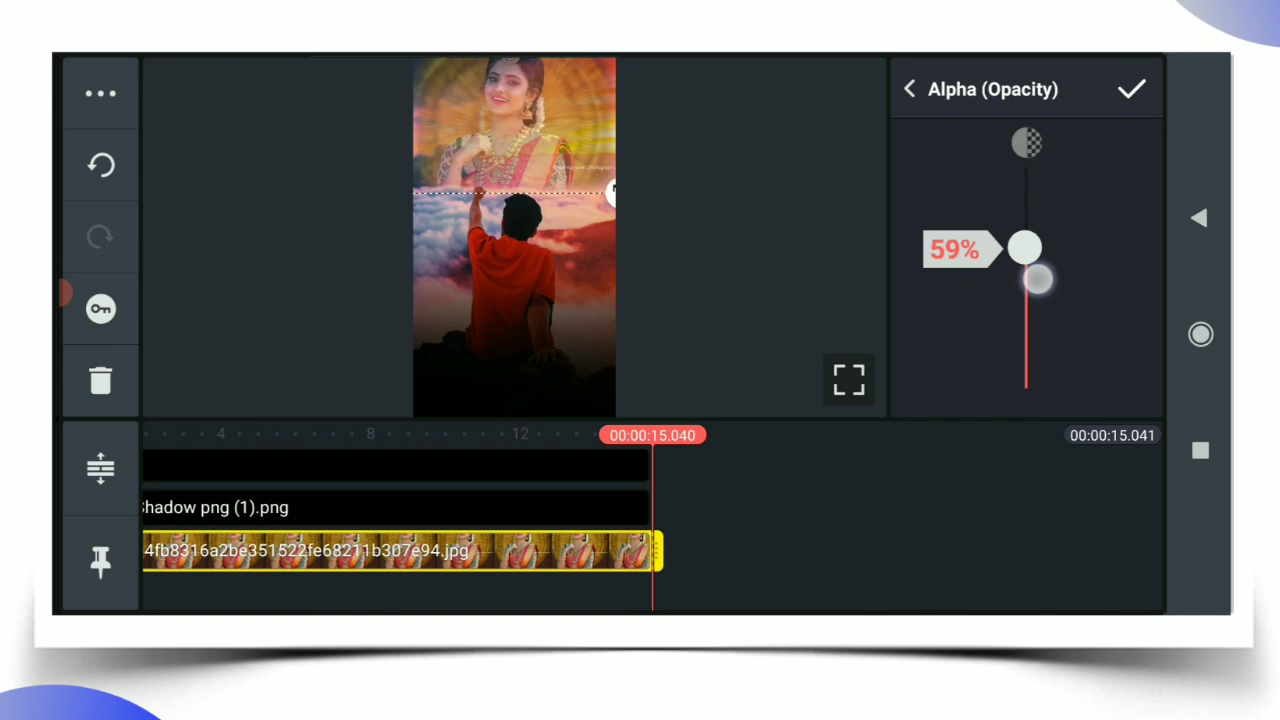 Alpha (Opacity)
59%
4
8
12
00:00:15.040
00:00:15.041
Shadow png (1).png
4fb8316a2be351522fe68211b307e94.jpg